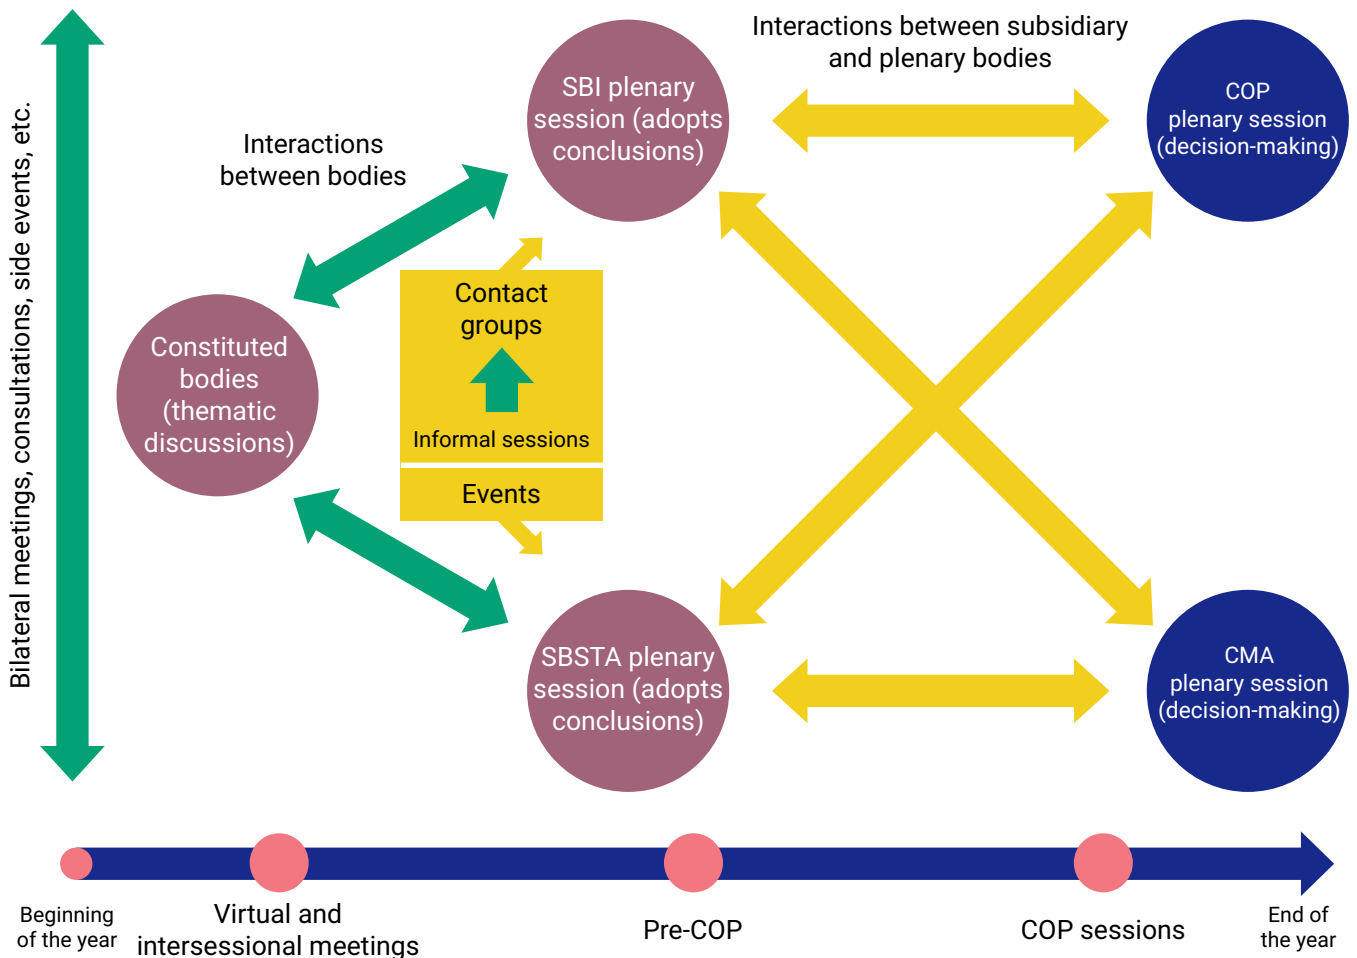 Bilateral meetings, consultations, side events, etc.
Interactions
between bodies
Interactions between subsidiary
and plenary bodies
SBI plenary
session (adopts
conclusions)
COP
plenary session
(decision-making)
Constituted
bodies
(thematic
discussions)
Contact
groups
Informal sessions
Events
SBSTA plenary
session (adopts
conclusions)
CMA
plenary session
(decision-making)
Beginning
of the year
Virtual and
intersessional meetings
Pre-COP
COP sessions
End of
the year